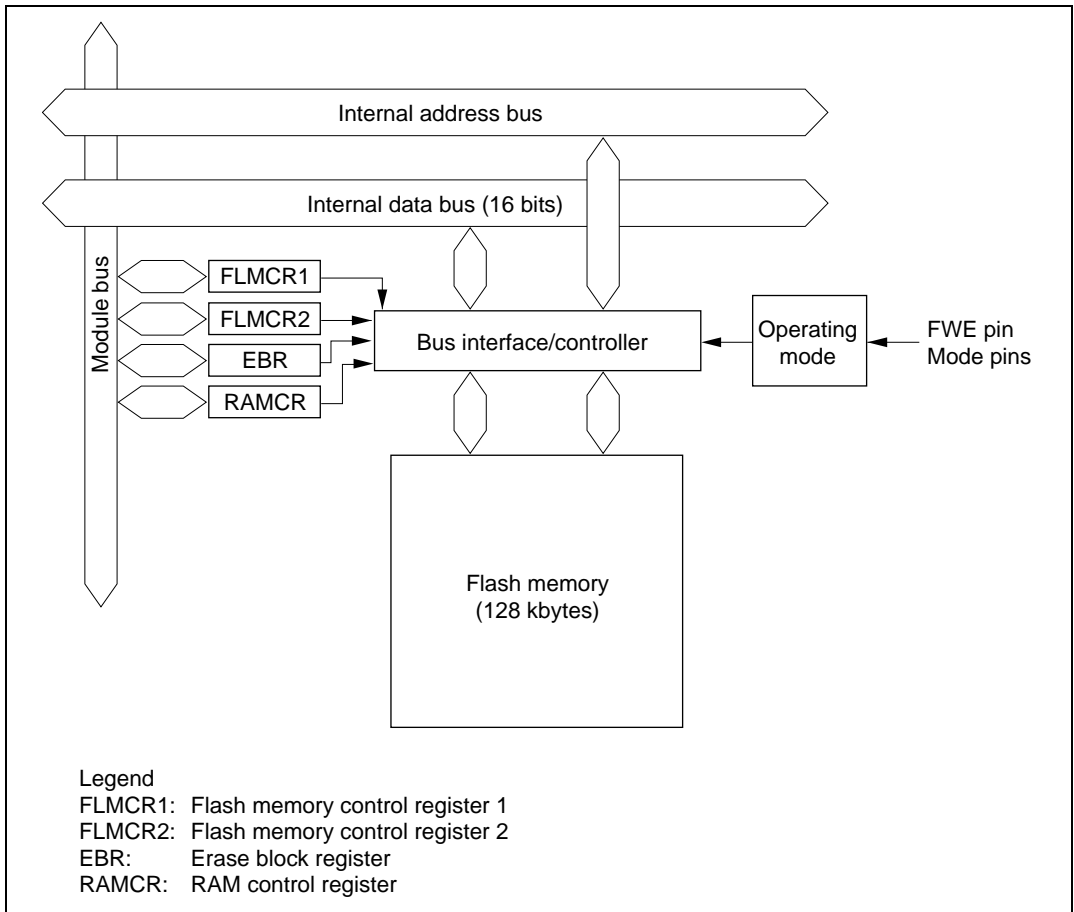 Internal address bus
Internal data bus (16 bits)
Module bus
FLMCR1
FLMCR2
EBR
RAMCR
Bus interface/controller
Operating
mode
FWE pin
Mode pins
Flash memory
(128 kbytes)
Legend
FLMCR1: Flash memory control register 1
FLMCR2: Flash memory control register 2
EBR: Erase block register
RAMCR: RAM control register